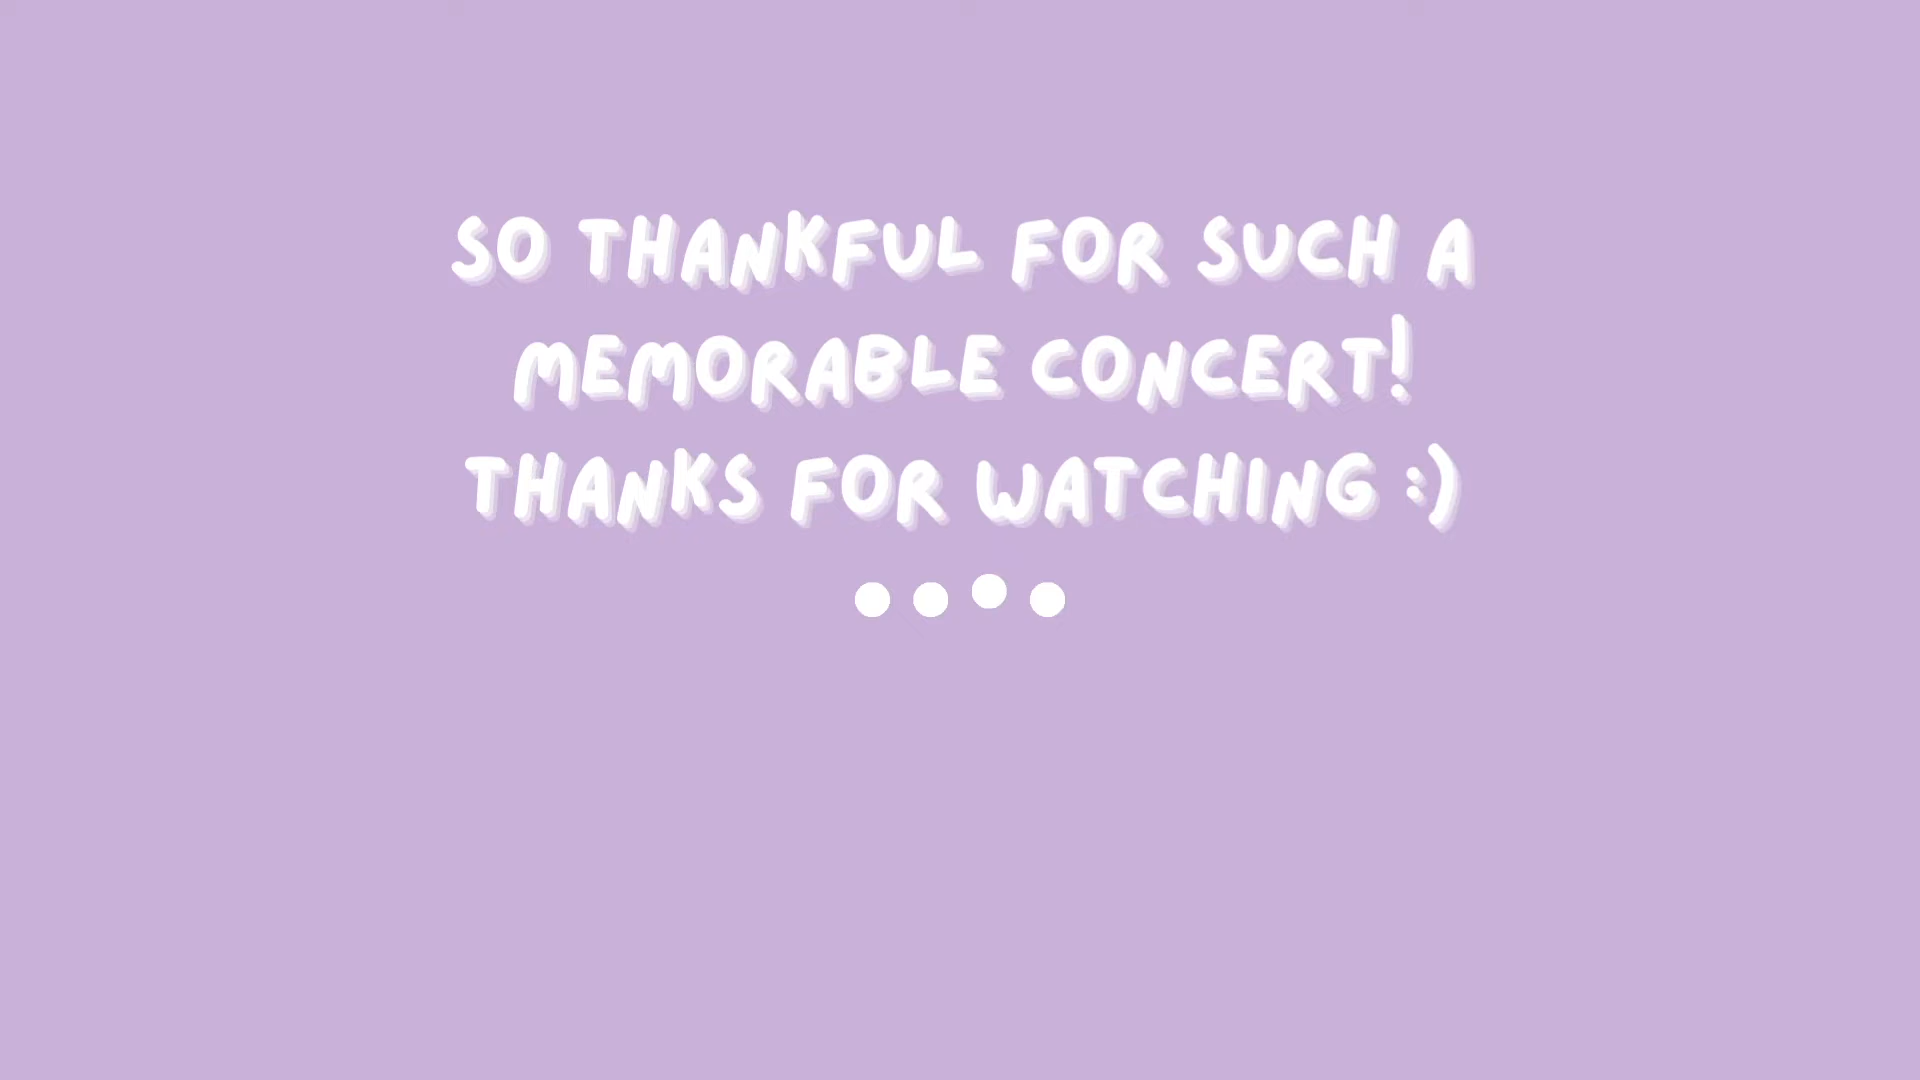 SO THANKFUL FOR SUCH A
MEMORABLE CONCERT!
THANKS FOR WATCHING :)